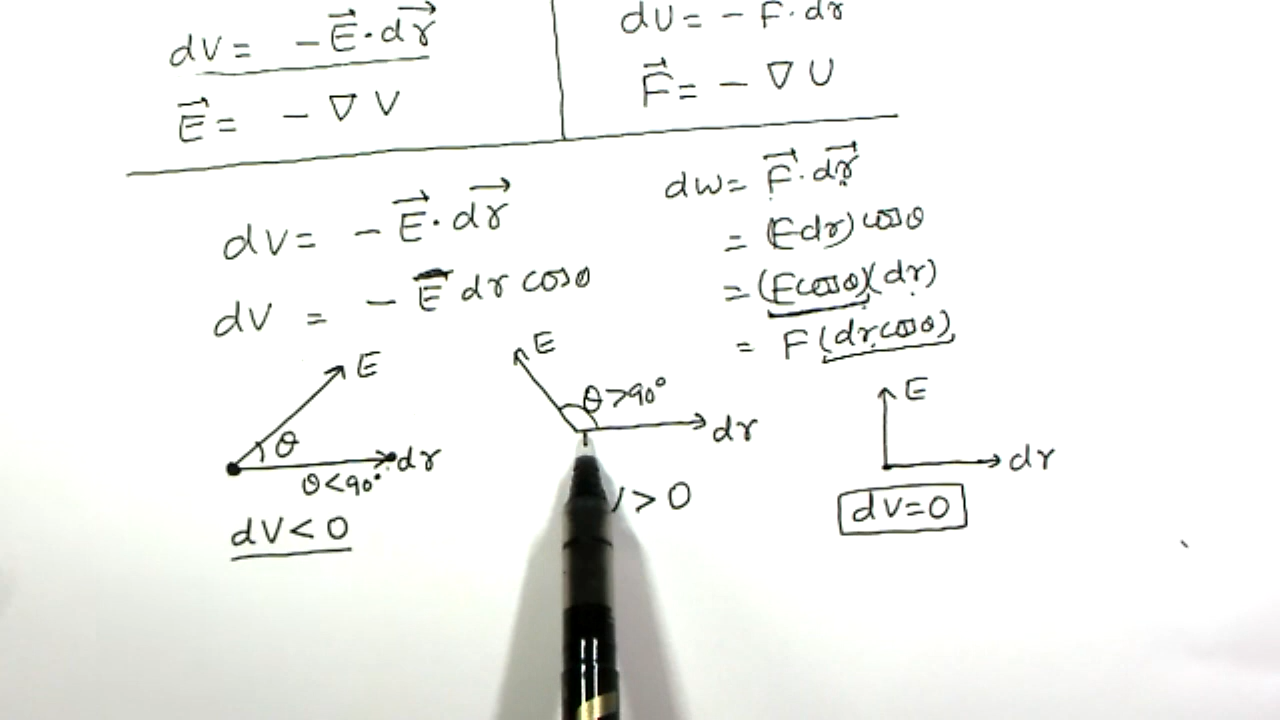 dV = - E⃗·dr⃗
E⃗ = - ∇V
dU = - F·dr
F⃗ = - ∇U
dV = - E⃗·dr⃗
dV = - E dr cosθ
dw = F⃗·dr⃗
= (Fdr) cosθ
= (Fcosθ)(dr)
= F(dr cosθ)
E
θ
dr
θ<90°
dV < 0
E
θ>90°
dr
> 0
E
dr
dV=0